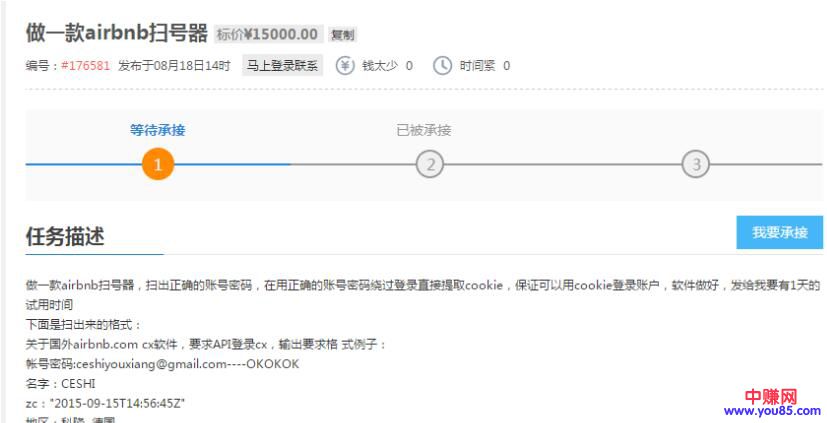 做一款airbnb扫号器 标价¥15000.00 复制
编号：#176581 发布于08月18日14时 马上登录联系 ¥ 钱太少 0 时间紧 0
等待承接 已被承接
1 2 3
任务描述 我要承接
做一款airbnb扫号器，扫出正确的账号密码，在用正确的账号密码绕过登录直接提取cookie，保证可以用cookie登录账户，软件做好，发给我要有1天的
试用时间
下面是扫出来的格式：
关于国外airbnb.com cx软件，要求API登录cx，输出要求格 式例子：
帐号密码:ceshiyouxiang@gmail.com----OKOKOK
名字：CESHI
zc："2015-09-15T14:56:45Z"
中赚网
www.you85.com